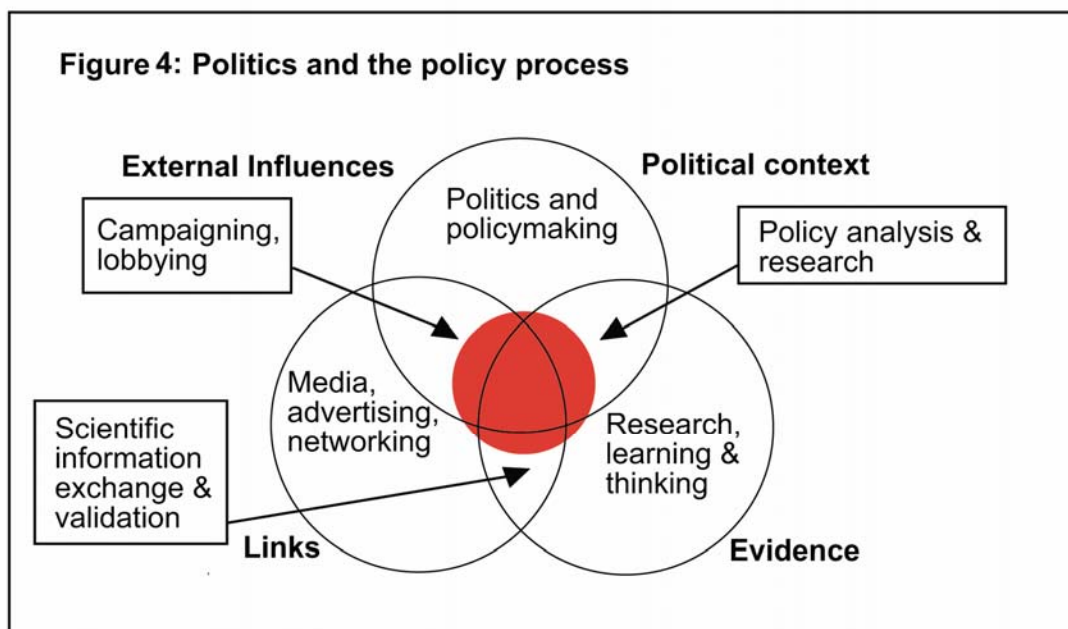 Figure 4: Politics and the policy process
External Influences
Political context
Campaigning,
lobbying
Politics and
policymaking
Policy analysis &
research
Media,
advertising,
networking
Research,
learning &
thinking
Scientific
information
exchange &
validation
Links
Evidence